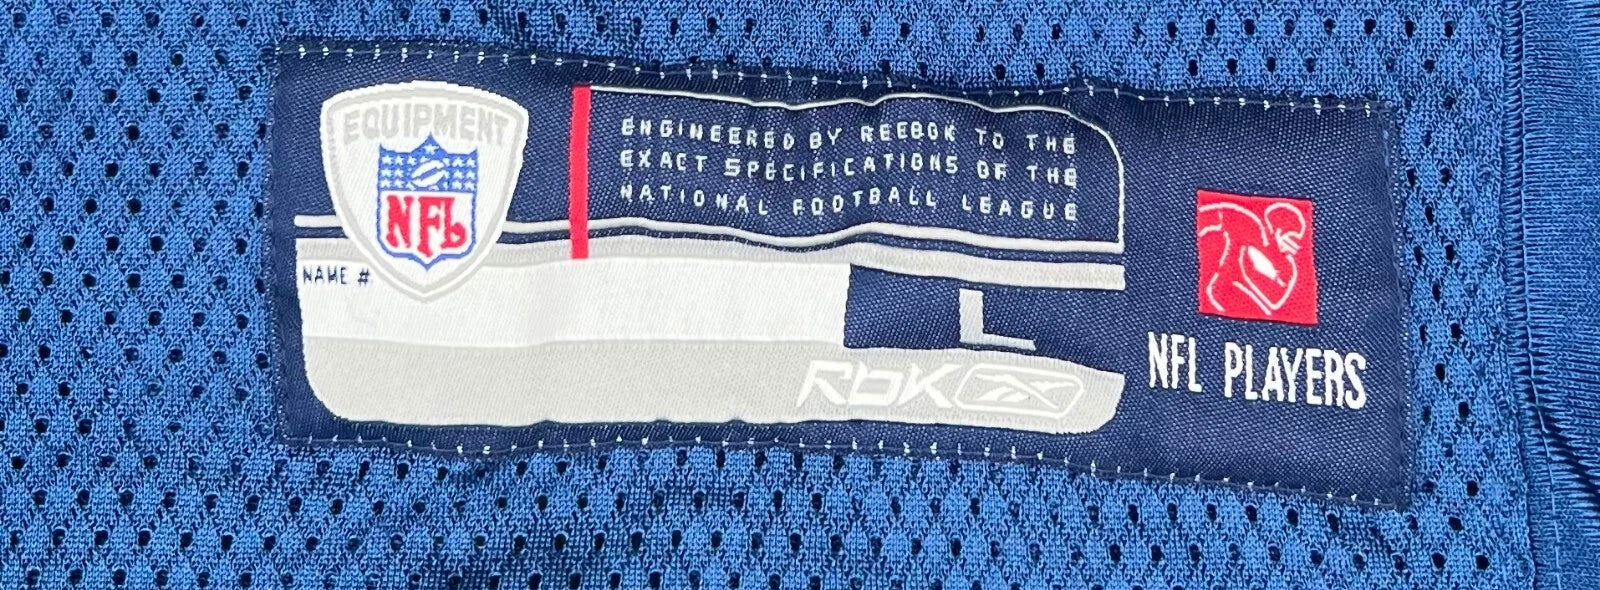 EQUIPMENT
NFL
ENGINEERED BY REEBOK TO THE
EXACT SPECIFICATIONS OF THE
NATIONAL FOOTBALL LEAGUE
NAME #
L
RBK
NFL PLAYERS